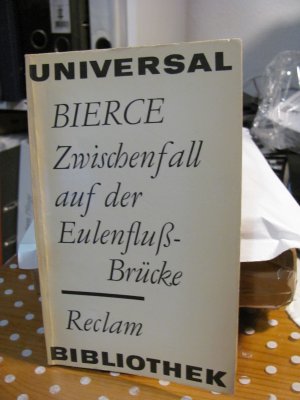 UNIVERSAL
BIERCE
Zwischenfall
auf der
Eulenfluß-
Brücke
Reclam
BIBLIOTHEK